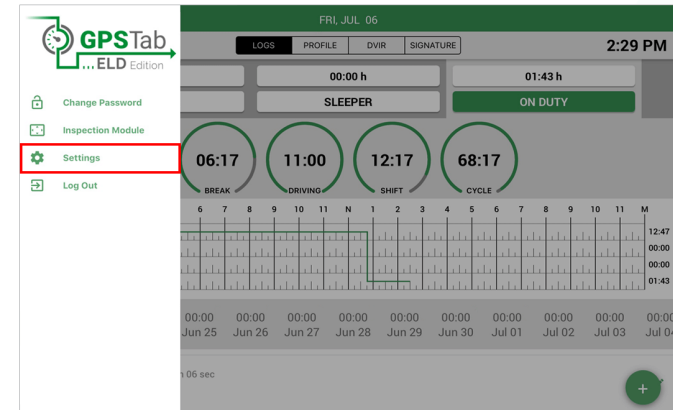 GPSTab
...ELD Edition
Change Password
Inspection Module
Settings
Log Out
FRI, JUL 06
LOGS PROFILE DVIR SIGNATURE
2:29 PM
00:00 h 01:43 h
SLEEPER ON DUTY
06:17 11:00 12:17 68:17
BREAK DRIVING SHIFT CYCLE
6 7 8 9 10 11 N 1 2 3 4 5 6 7 8 9 10 11 M
12:47
00:00
00:00
01:43
00:00 00:00 00:00 00:00 00:00 00:00 00:00 00:00 00:00 00:00
Jun 25 Jun 26 Jun 27 Jun 28 Jun 29 Jun 30 Jul 01 Jul 02 Jul 03 Jul 0
06 sec
+